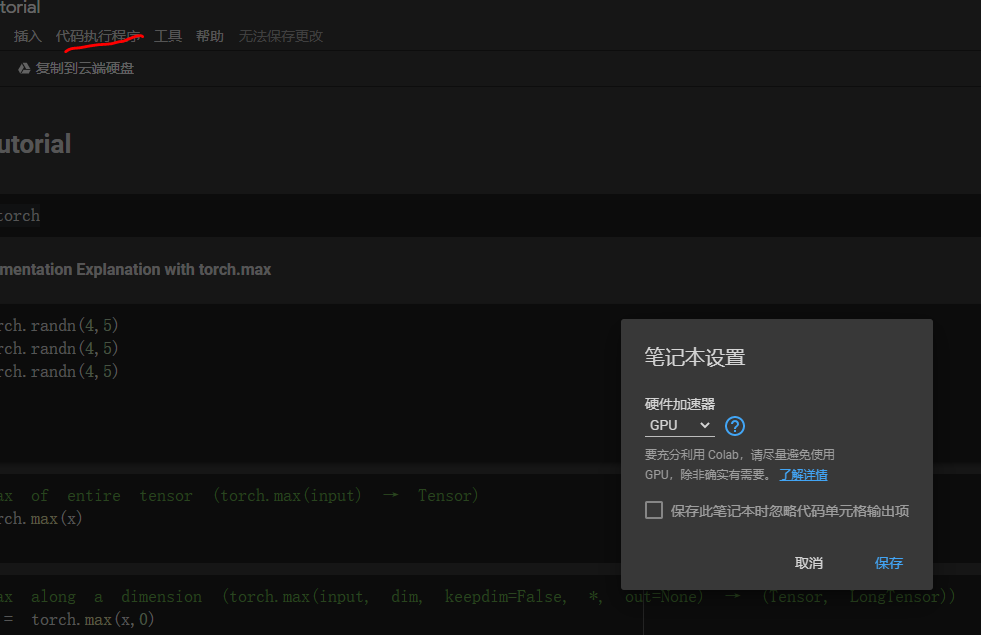 torial
插入 代码执行程序 工具 帮助 无法保存更改
复制到云端硬盘
utorial
torch
mentation Explanation with torch.max
rch.randn(4,5)
rch.randn(4,5)
rch.randn(4,5)
笔记本设置
硬件加速器
GPU
要充分利用 Colab，请尽量避免使用
GPU，除非确实有需要。 了解详情
保存此笔记本时忽略代码单元格输出项
取消 保存
ax of entire tensor (torch.max(input) → Tensor)
rch.max(x)
ax along a dimension (torch.max(input, dim, keepdim=False, *, out=None) → (Tensor, LongTensor))
= torch.max(x,0)